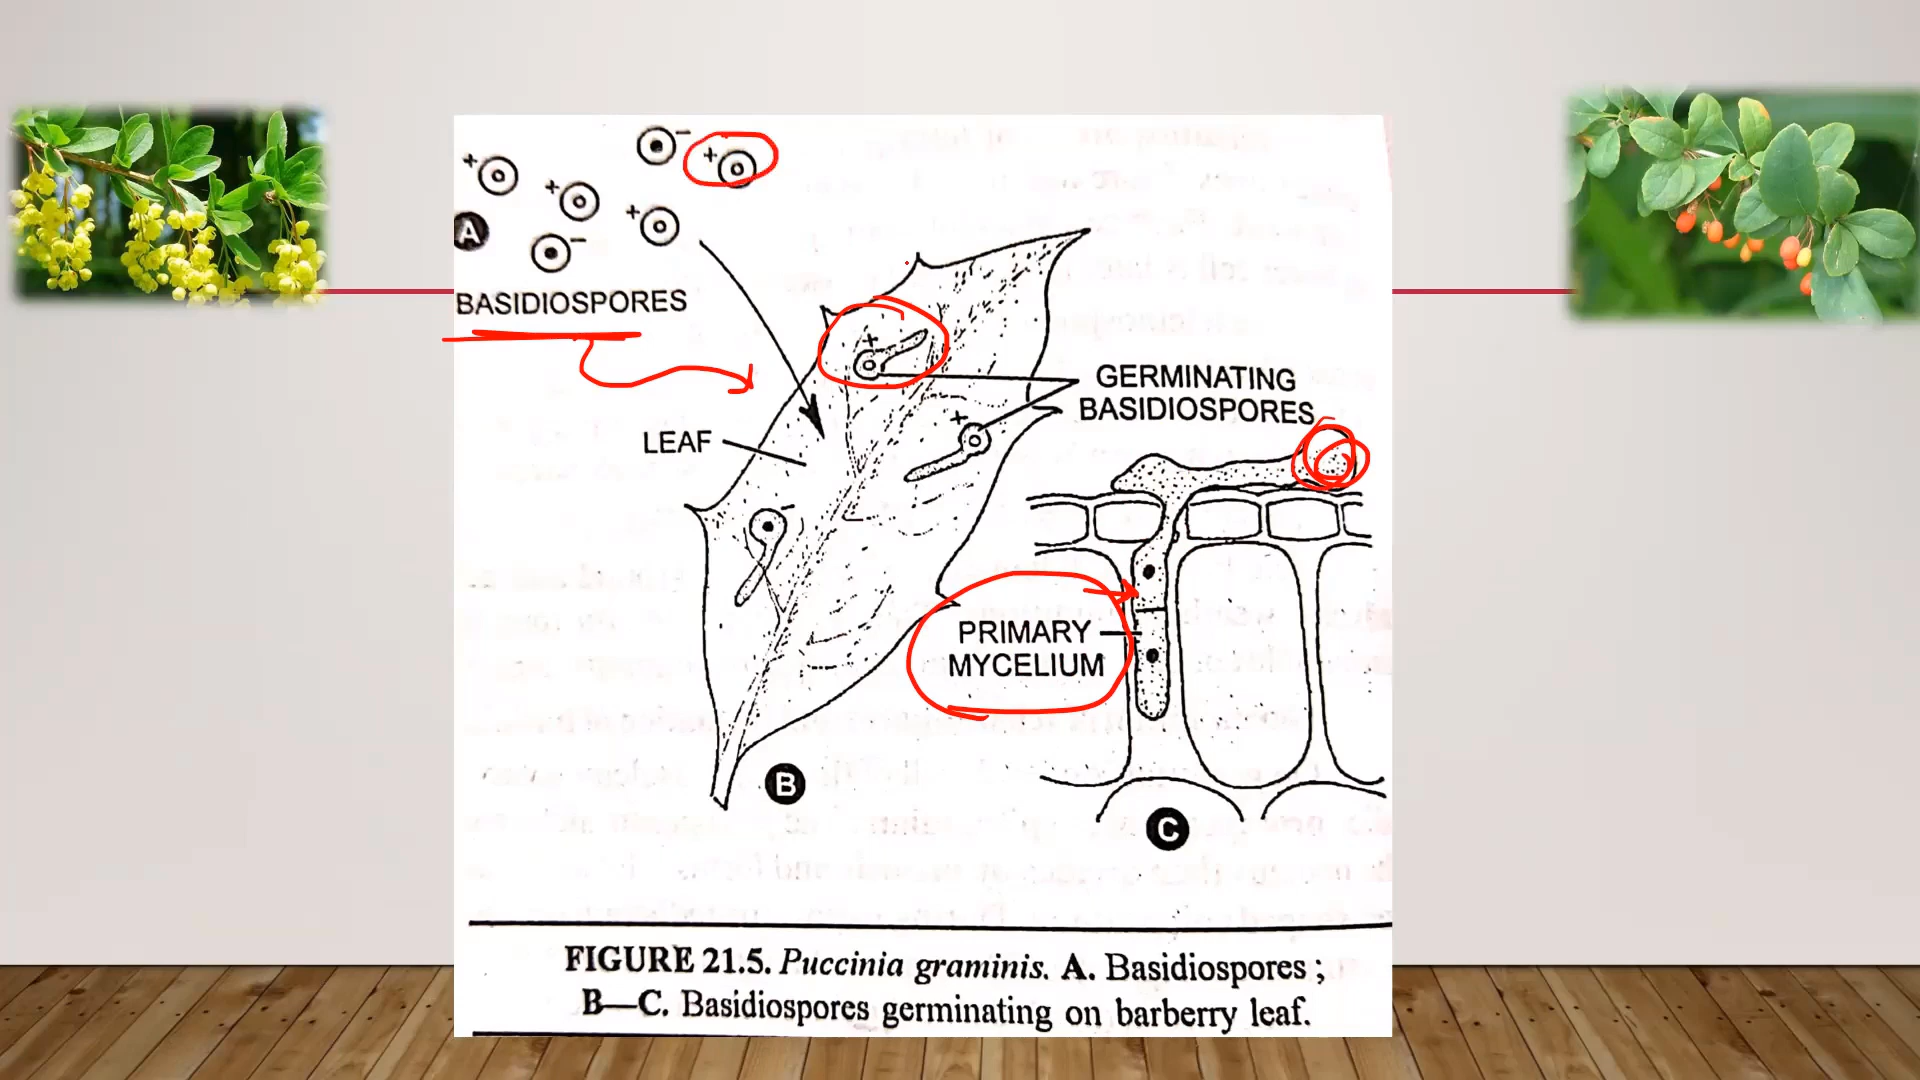 + − +
+ +
−
A
BASIDIOSPORES
+
GERMINATING
BASIDIOSPORES
+
LEAF
−
PRIMARY
MYCELIUM
B
C
FIGURE 21.5. Puccinia graminis. A. Basidiospores ;
B—C. Basidiospores germinating on barberry leaf.